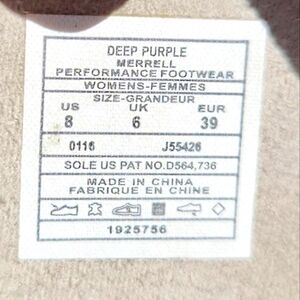 DEEP PURPLE
MERRELL
PERFORMANCE FOOTWEAR
WOMENS-FEMMES
SIZE-GRANDEUR
US UK EUR
8 6 39
0116 J55426
SOLE US PAT NO.D564,736
MADE IN CHINA
FABRIQUE EN CHINE
1925756